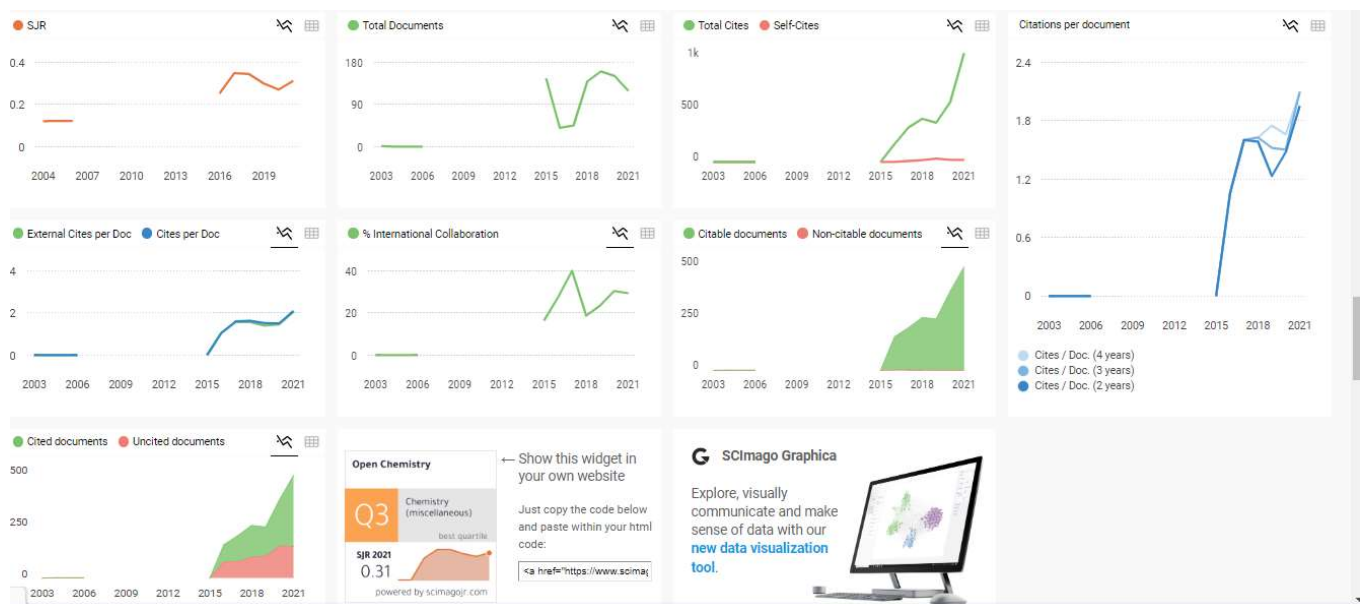 SJR
0.4
0.2
0
2004 2007 2010 2013 2016 2019
Total Documents
180
90
0
2003 2006 2009 2012 2015 2018 2021
Total Cites Self-Cites
1k
500
0
2003 2006 2009 2012 2015 2018 2021
Citations per document
2.4
1.8
1.2
0.6
0
2003 2006 2009 2012 2015 2018 2021
Cites / Doc. (4 years)
Cites / Doc. (3 years)
Cites / Doc. (2 years)
External Cites per Doc Cites per Doc
4
2
0
2003 2006 2009 2012 2015 2018 2021
% International Collaboration
40
20
0
2003 2006 2009 2012 2015 2018 2021
Citable documents Non-citable documents
500
250
0
2003 2006 2009 2012 2015 2018 2021
Cited documents Uncited documents
500
250
0
2003 2006 2009 2012 2015 2018 2021
Open Chemistry
Q3
Chemistry
(miscellaneous)
best quartile
SJR 2021
0.31
powered by scimagojr.com
← Show this widget in
your own website
Just copy the code below
and paste within your html
code:
<a href="https://www.scimag
SCImago Graphica
Explore, visually
communicate and make
sense of data with our
new data visualization
tool.